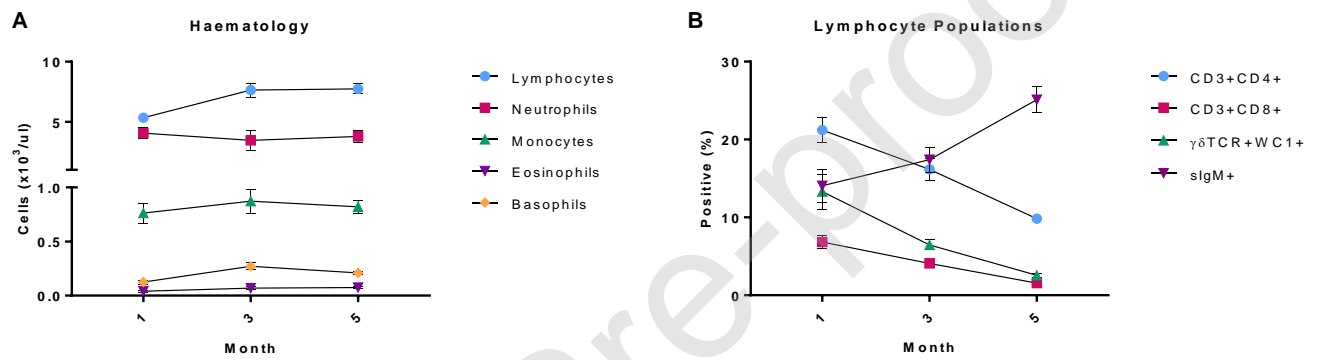 A
Haematology
10
5
1.0
0.5
0.0
Cells (x10³/ul)
1
3
5
Month
Lymphocytes
Neutrophils
Monocytes
Eosinophils
Basophils
B
Lymphocyte Populations
30
20
10
0
Positive (%)
1
3
5
Month
CD3+CD4+
CD3+CD8+
γδTCR+WC1+
sIgM+
re-proo